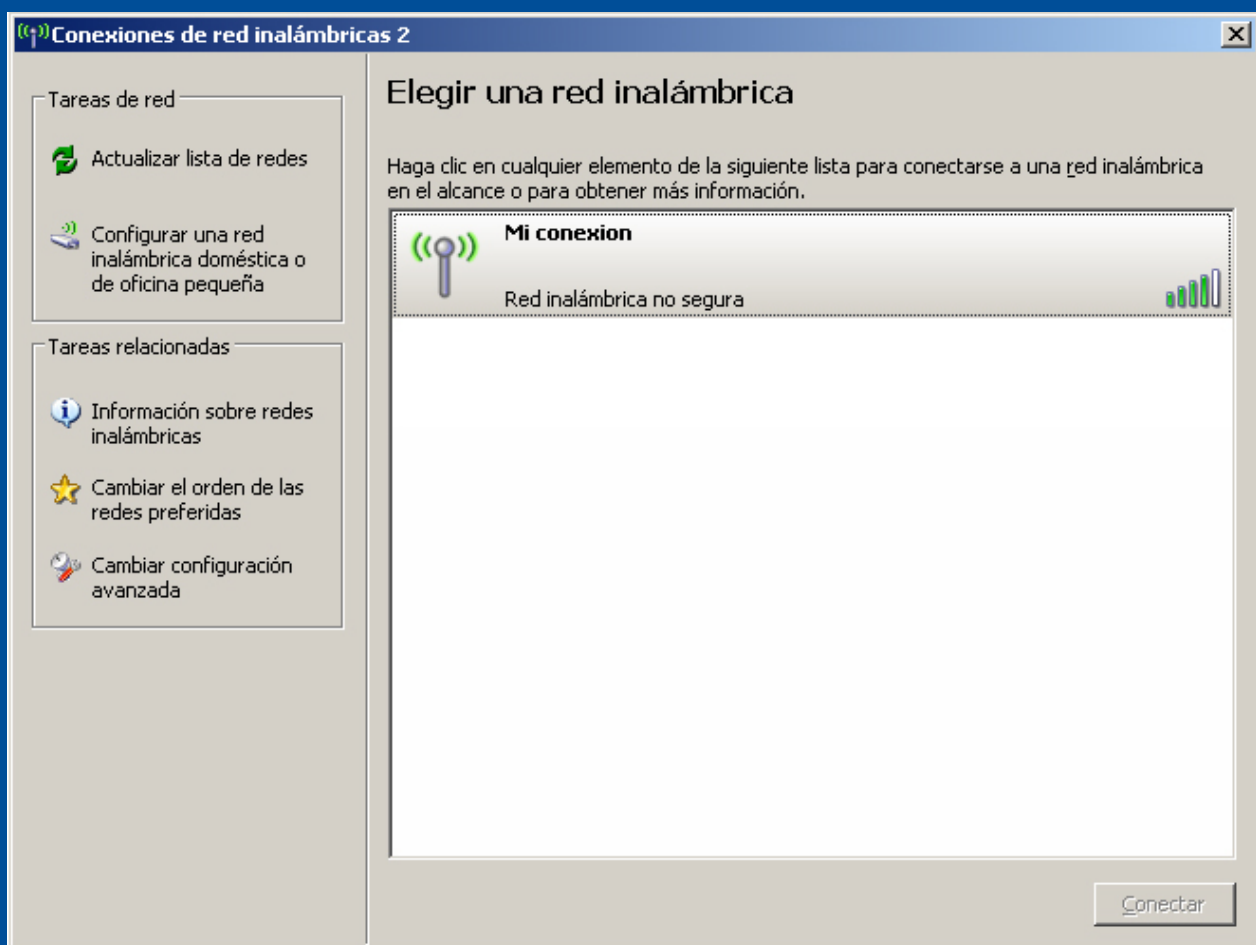 Conexiones de red inalámbricas 2
Tareas de red
Actualizar lista de redes
Configurar una red
inalámbrica doméstica o
de oficina pequeña
Tareas relacionadas
Información sobre redes
inalámbricas
Cambiar el orden de las
redes preferidas
Cambiar configuración
avanzada
Elegir una red inalámbrica
Haga clic en cualquier elemento de la siguiente lista para conectarse a una red inalámbrica
en el alcance o para obtener más información.
Mi conexion
Red inalámbrica no segura
Conectar